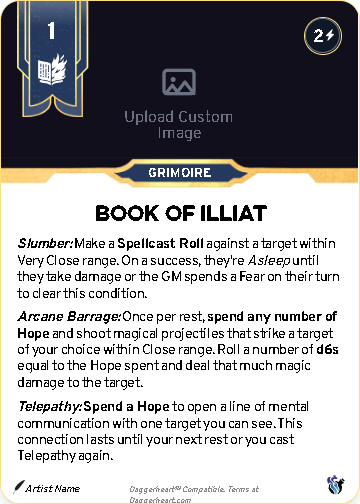 1
2
Upload Custom
Image
GRIMOIRE
BOOK OF ILLIAT
Slumber: Make a Spellcast Roll against a target within
Very Close range. On a success, they're Asleep until
they take damage or the GM spends a Fear on their turn
to clear this condition.
Arcane Barrage: Once per rest, spend any number of
Hope and shoot magical projectiles that strike a target
of your choice within Close range. Roll a number of d6s
equal to the Hope spent and deal that much magic
damage to the target.
Telepathy: Spend a Hope to open a line of mental
communication with one target you can see. This
connection lasts until your next rest or you cast
Telepathy again.
Artist Name
Daggerheart™ Compatible. Terms at
Daggerheart.com